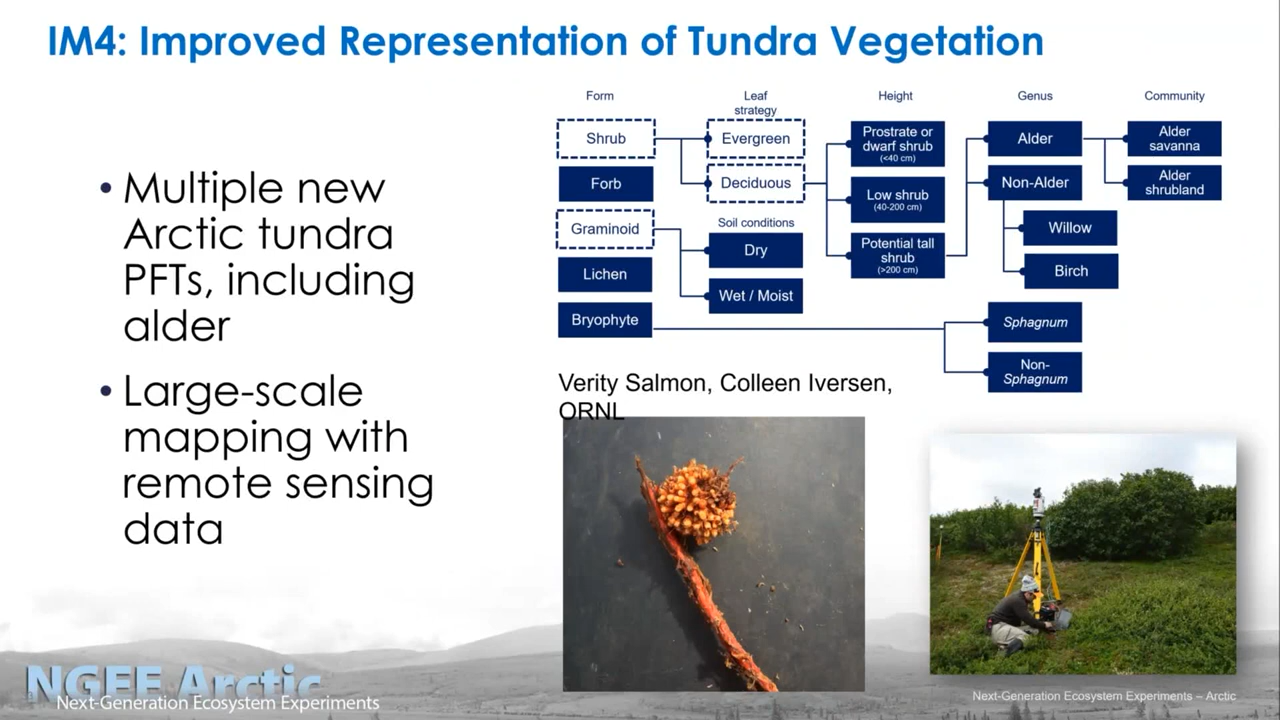 IM4: Improved Representation of Tundra Vegetation
• Multiple new
Arctic tundra
PFTs, including
alder
• Large-scale
mapping with
remote sensing
data
Form
Shrub
Forb
Graminoid
Lichen
Bryophyte
Leaf
strategy
Evergreen
Deciduous
Soil conditions
Dry
Wet / Moist
Height
Prostrate or
dwarf shrub
(<40 cm)
Low shrub
(40-200 cm)
Potential tall
shrub
(>200 cm)
Genus
Alder
Non-Alder
Willow
Birch
Sphagnum
Non-
Sphagnum
Community
Alder
savanna
Alder
shrubland
Verity Salmon, Colleen Iversen,
ORNL
NGEE Arctic
Next-Generation Ecosystem Experiments
Next-Generation Ecosystem Experiments – Arctic